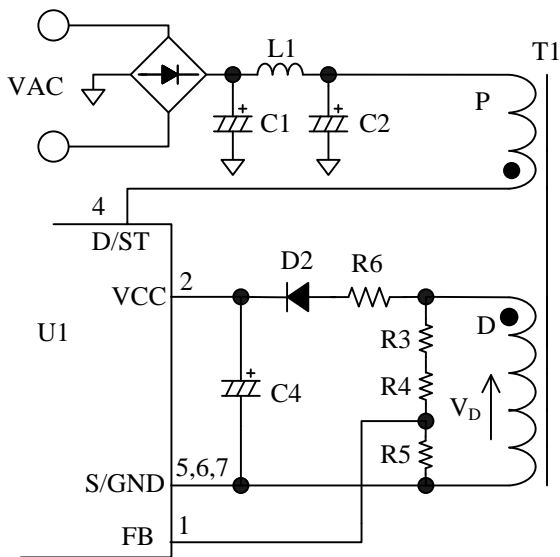 L1
T1
VAC
C1
C2
P
4
D/ST
2
D2
R6
VCC
D
R3
U1
R4
C4
VD
R5
5,6,7
S/GND
1
FB